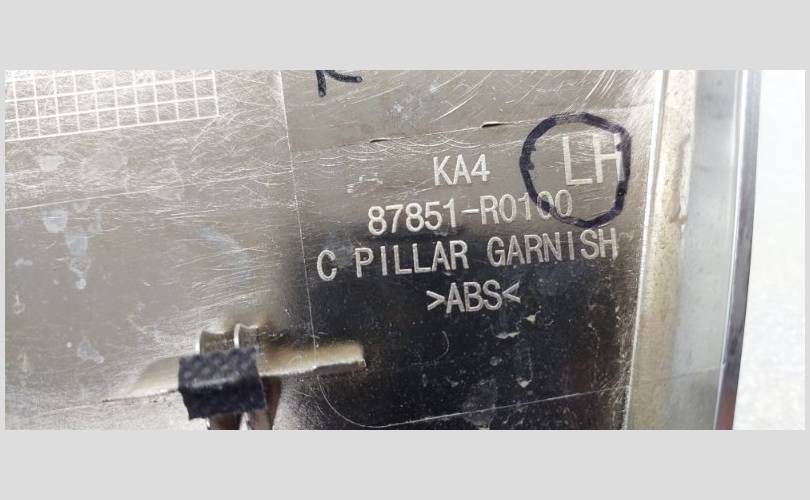 KA4 LH
87851-R0100
C PILLAR GARNISH
>ABS<